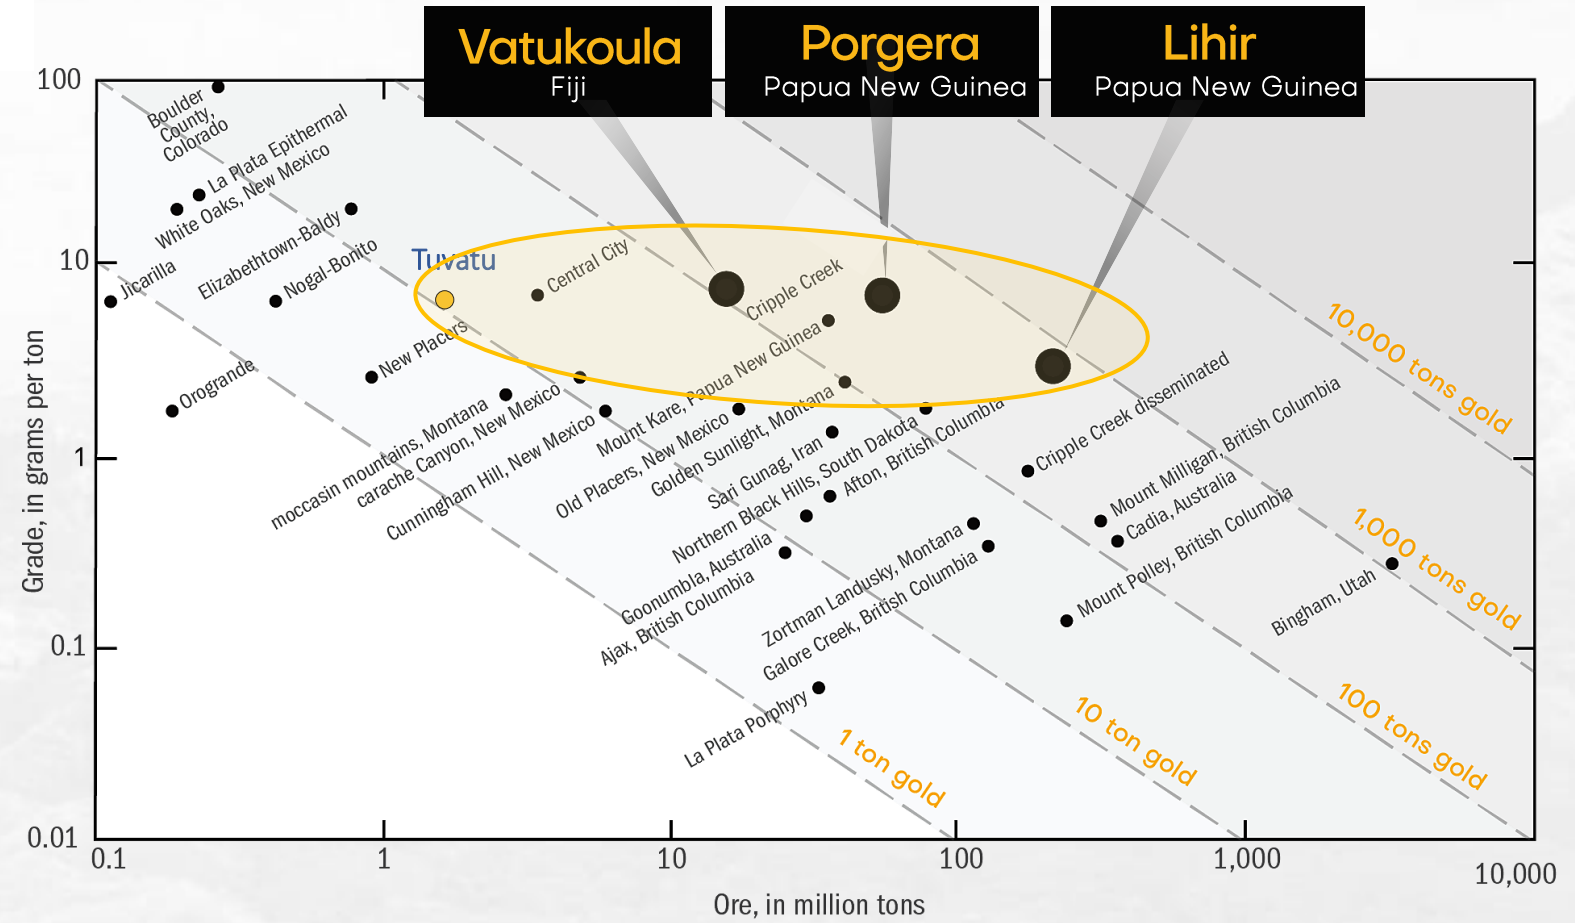 Vatukoula
Fiji
Porgera
Papua New Guinea
Lihir
Papua New Guinea
100
10
1
0.1
0.01
Grade, in grams per ton
Boulder
County,
Colorado
La Plata Epithermal
White Oaks, New Mexico
Elizabethtown-Baldy
Nogal-Bonito
Jicarilla
Orogrande
Tuvatu
Central City
New Placers
Cripple Creek
Mount Kare, Papua New Guinea
moccasin mountains, Montana
carache Canyon, New Mexico
Cunningham Hill, New Mexico
Old Placers, New Mexico
Golden Sunlight, Montana
Sari Gunag, Iran
Northern Black Hills, South Dakota
Afton, British Columbia
Goonumbla, Australia
Ajax, British Columbia
Cripple Creek disseminated
Mount Milligan, British Columbia
Cadia, Australia
Mount Polley, British Columbia
Zortman Landusky, Montana
Galore Creek, British Columbia
La Plata Porphyry
Bingham, Utah
10,000 tons gold
1,000 tons gold
100 tons gold
10 ton gold
1 ton gold
0.1
1
10
100
1,000
10,000
Ore, in million tons